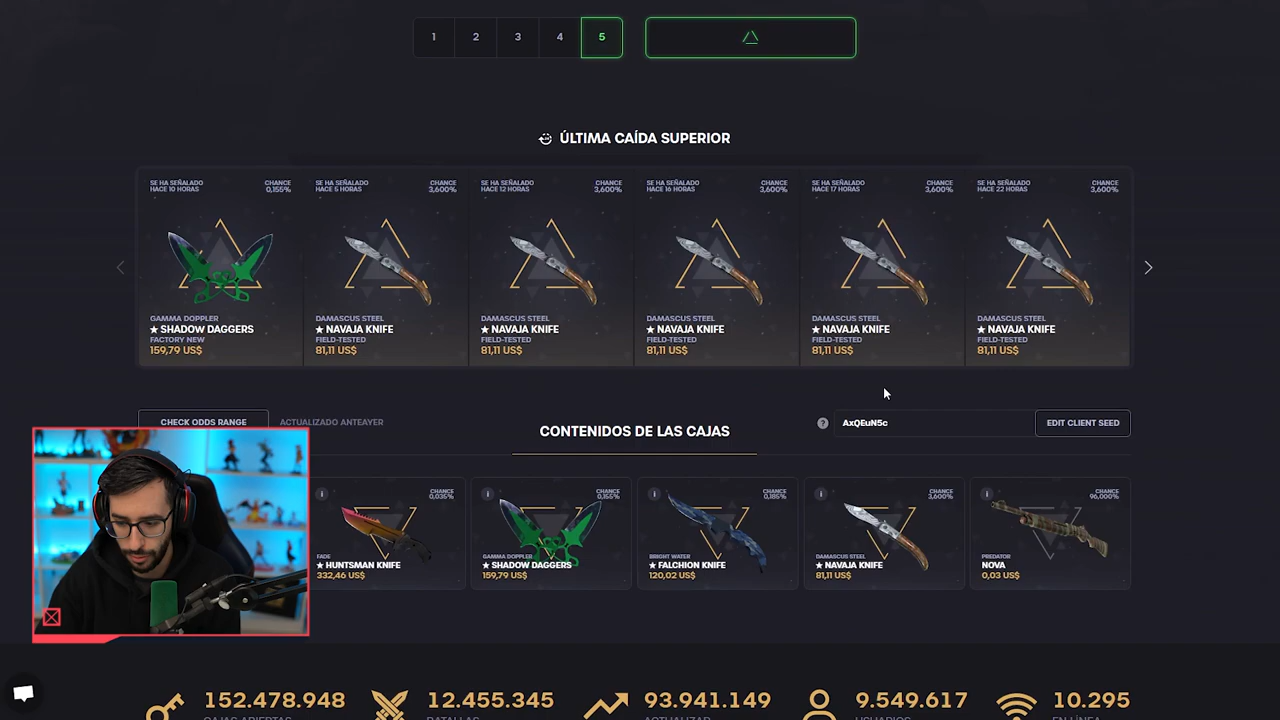 1 2 3 4 5
ÚLTIMA CAÍDA SUPERIOR
SE HA SEÑALADO HACE 10 HORAS
CHANCE 0,155%
GAMMA DOPPLER
★ SHADOW DAGGERS
FACTORY NEW
159,79 US$
SE HA SEÑALADO HACE 5 HORAS
CHANCE 3,600%
DAMASCUS STEEL
★ NAVAJA KNIFE
FIELD-TESTED
81,11 US$
SE HA SEÑALADO HACE 12 HORAS
CHANCE 3,600%
DAMASCUS STEEL
★ NAVAJA KNIFE
FIELD-TESTED
81,11 US$
SE HA SEÑALADO HACE 16 HORAS
CHANCE 3,600%
DAMASCUS STEEL
★ NAVAJA KNIFE
FIELD-TESTED
81,11 US$
SE HA SEÑALADO HACE 17 HORAS
CHANCE 3,600%
DAMASCUS STEEL
★ NAVAJA KNIFE
FIELD-TESTED
81,11 US$
SE HA SEÑALADO HACE 22 HORAS
CHANCE 3,600%
DAMASCUS STEEL
★ NAVAJA KNIFE
FIELD-TESTED
81,11 US$
CHECK ODDS RANGE
ACTUALIZADO ANTEAYER
CONTENIDOS DE LAS CAJAS
? AxQEuN5c
EDIT CLIENT SEED
CHANCE 0,035%
FADE
★ HUNTSMAN KNIFE
332,46 US$
CHANCE 0,155%
GAMMA DOPPLER
★ SHADOW DAGGERS
159,79 US$
CHANCE 0,185%
BRIGHT WATER
★ FALCHION KNIFE
120,02 US$
CHANCE 3,600%
DAMASCUS STEEL
★ NAVAJA KNIFE
81,11 US$
CHANCE 96,000%
PREDATOR
NOVA
0,03 US$
152.478.948
CAJAS ABIERTAS
12.455.345
BATALLAS
93.941.149
ACTUALIZAD
9.549.617
USUARIOS
10.295
EN LÍNEA